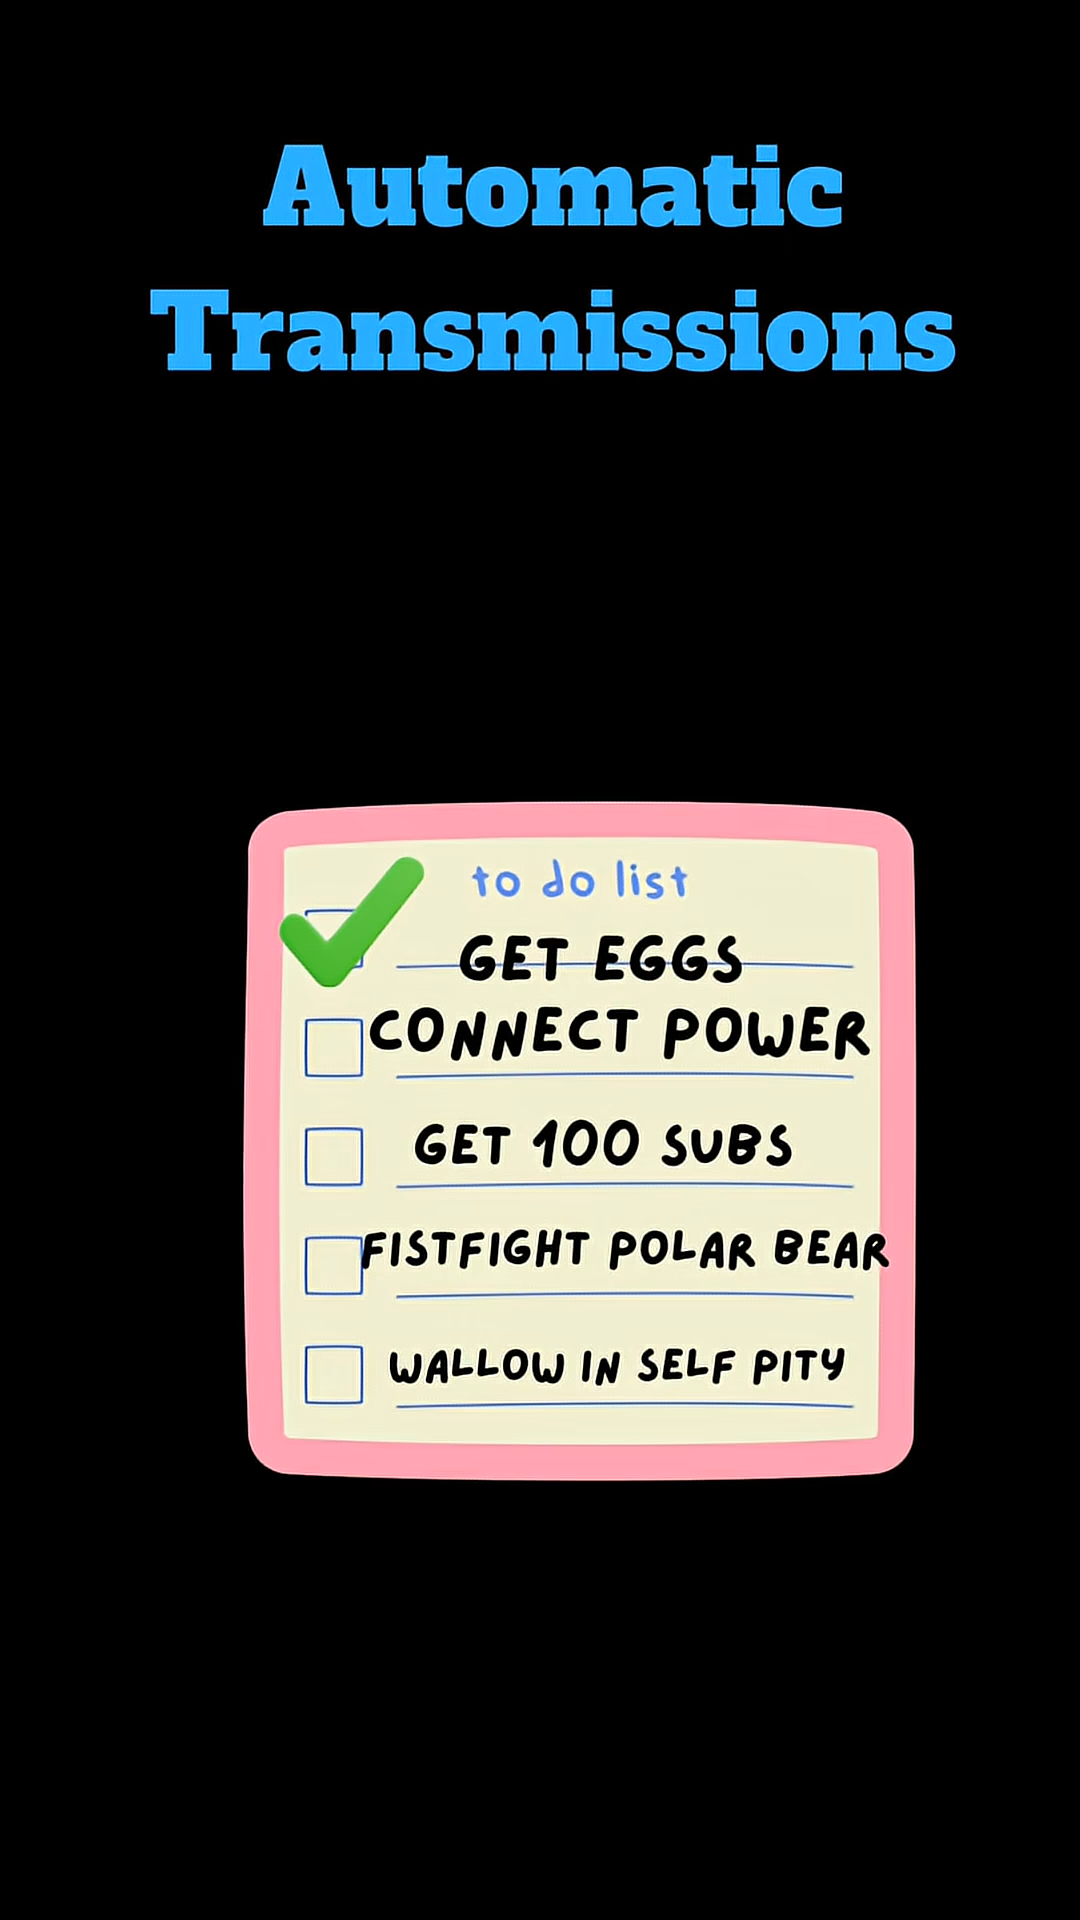 Automatic
Transmissions
to do list
GET EGGS
CONNECT POWER
GET 100 SUBS
FISTFIGHT POLAR BEAR
WALLOW IN SELF PITY